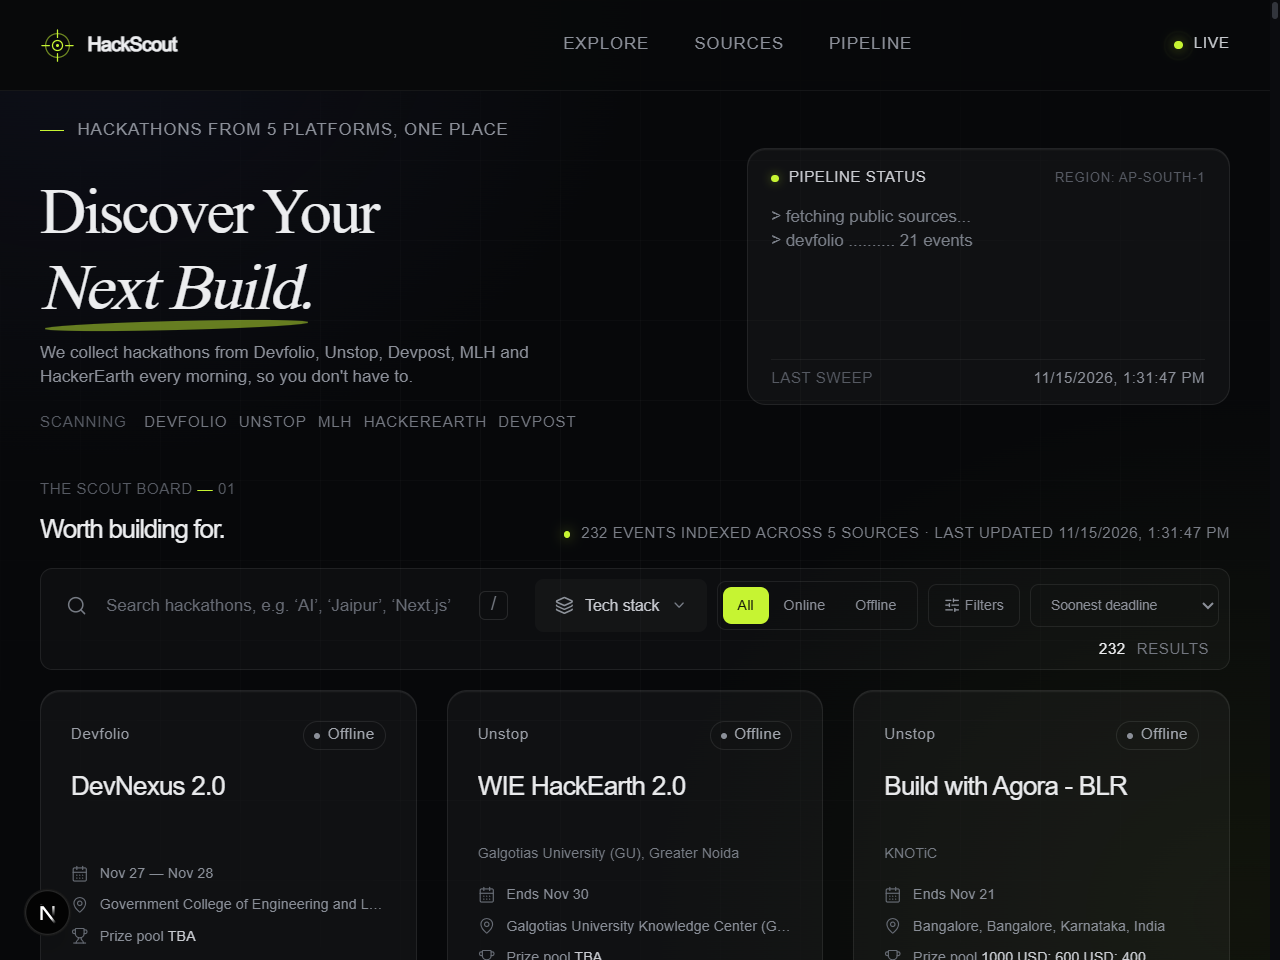 HackScout
EXPLORE SOURCES PIPELINE
LIVE
HACKATHONS FROM 5 PLATFORMS, ONE PLACE
Discover Your
Next Build.
We collect hackathons from Devfolio, Unstop, Devpost, MLH and
HackerEarth every morning, so you don't have to.
SCANNING DEVFOLIO UNSTOP MLH HACKEREARTH DEVPOST
PIPELINE STATUS REGION: AP-SOUTH-1
> fetching public sources...
> devfolio .......... 21 events
LAST SWEEP 11/15/2026, 1:31:47 PM
THE SCOUT BOARD — 01
Worth building for.
232 EVENTS INDEXED ACROSS 5 SOURCES · LAST UPDATED 11/15/2026, 1:31:47 PM
Search hackathons, e.g. ‘AI’, ‘Jaipur’, ‘Next.js’ / Tech stack All Online Offline Filters Soonest deadline
232 RESULTS
Devfolio Offline
DevNexus 2.0
Nov 27 — Nov 28
Government College of Engineering and L...
Prize pool TBA
Unstop Offline
WIE HackEarth 2.0
Galgotias University (GU), Greater Noida
Ends Nov 30
Galgotias University Knowledge Center (G...
Prize pool TBA
Unstop Offline
Build with Agora - BLR
KNOTiC
Ends Nov 21
Bangalore, Bangalore, Karnataka, India
Prize pool 1000 USD; 600 USD; 400
N